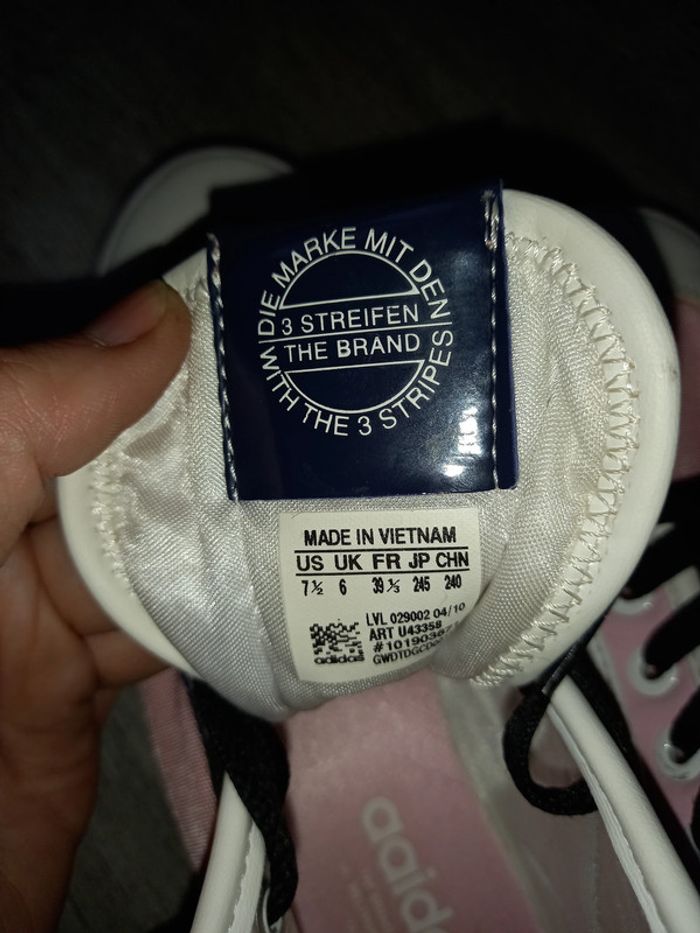 DIE MARKE MIT DEN
3 STREIFEN
THE BRAND
WITH THE 3 STRIPES
MADE IN VIETNAM
US UK FR JP CHN
7½ 6 39⅓ 245 240
LVL 029002 04/10
ART U43358
adidas